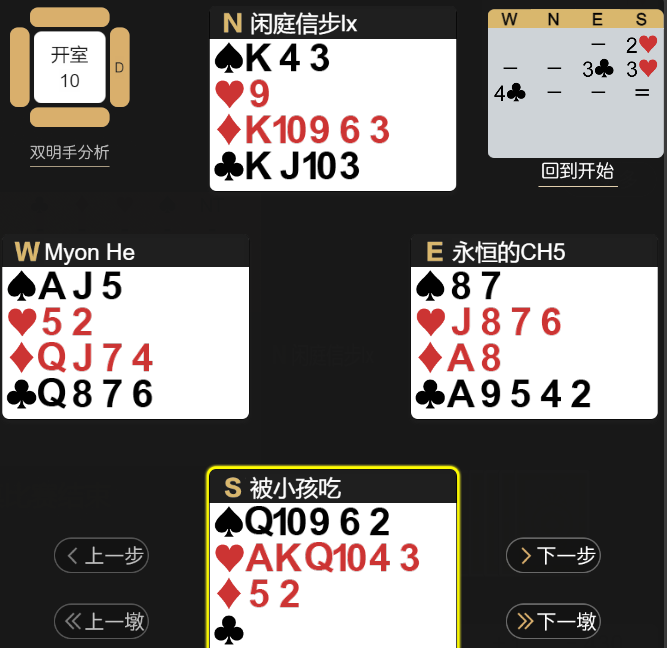 开室
10
D
双明手分析
N 闲庭信步lx
♠K 4 3
♥9
♦K10 9 6 3
♣K J10 3
W N E S
– 2♥
– – 3♣ 3♥
4♣ – – =
回到开始
W Myon He
♠A J 5
♥5 2
♦Q J 7 4
♣Q 8 7 6
E 永恒的CH5
♠8 7
♥J 8 7 6
♦A 8
♣A 9 5 4 2
S 被小孩吃
♠Q10 9 6 2
♥A K Q10 4 3
♦5 2
♣
上一步
下一步
上一墩
下一墩